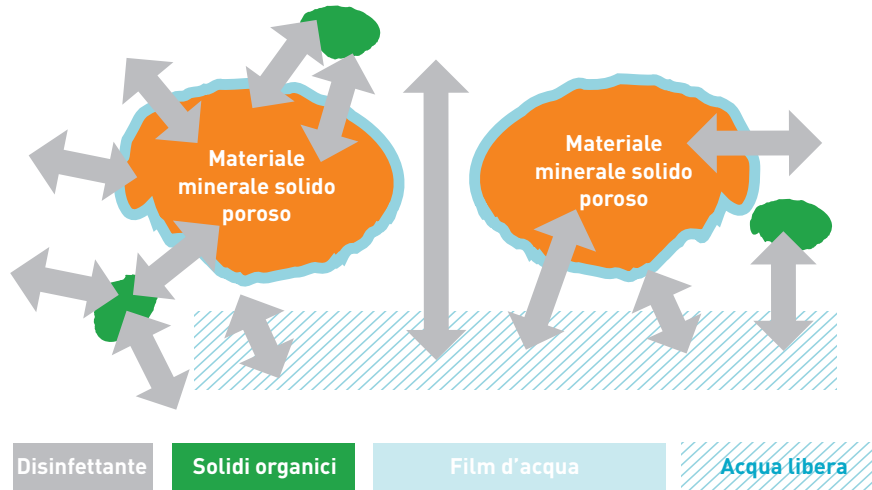 Materiale
minerale solido
poroso
Materiale
minerale solido
poroso
Disinfettante
Solidi organici
Film d'acqua
Acqua libera